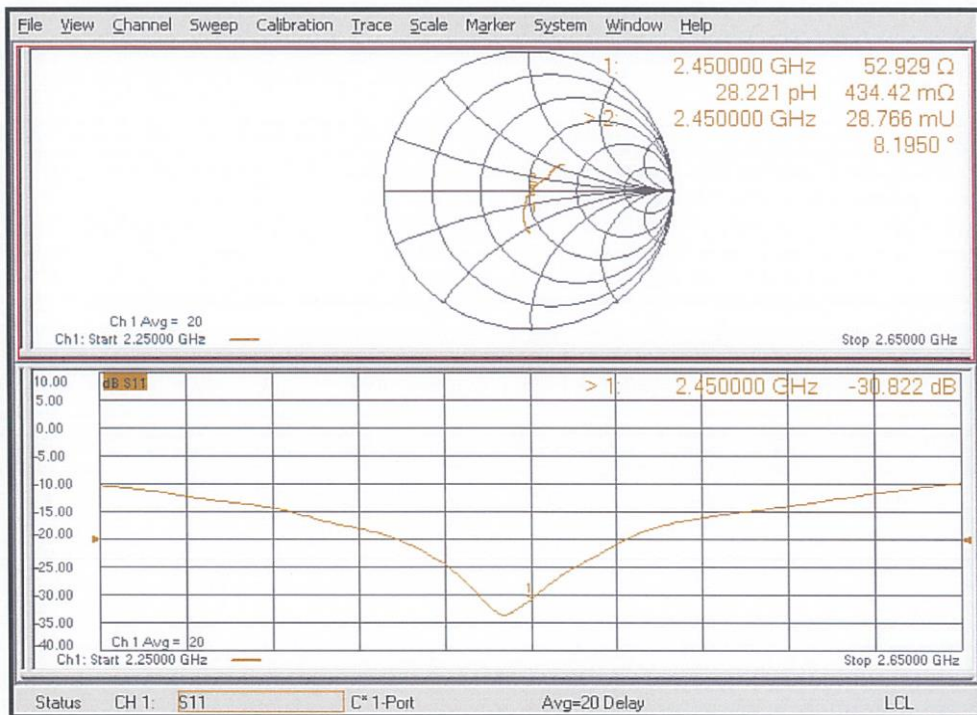 File View Channel Sweep Calibration Trace Scale Marker System Window Help
1: 2.450000 GHz 52.929 Ω
28.221 pH 434.42 mΩ
> 2: 2.450000 GHz 28.766 mU
8.1950 °
Ch 1 Avg = 20
Ch1: Start 2.25000 GHz Stop 2.65000 GHz
10.00 dB S11 > 1: 2.450000 GHz -30.822 dB
5.00
0.00
-5.00
-10.00
-15.00
-20.00
-25.00
-30.00 1
-35.00
-40.00 Ch 1 Avg = 20
Ch1: Start 2.25000 GHz Stop 2.65000 GHz
Status CH 1: S11 C* 1-Port Avg=20 Delay LCL